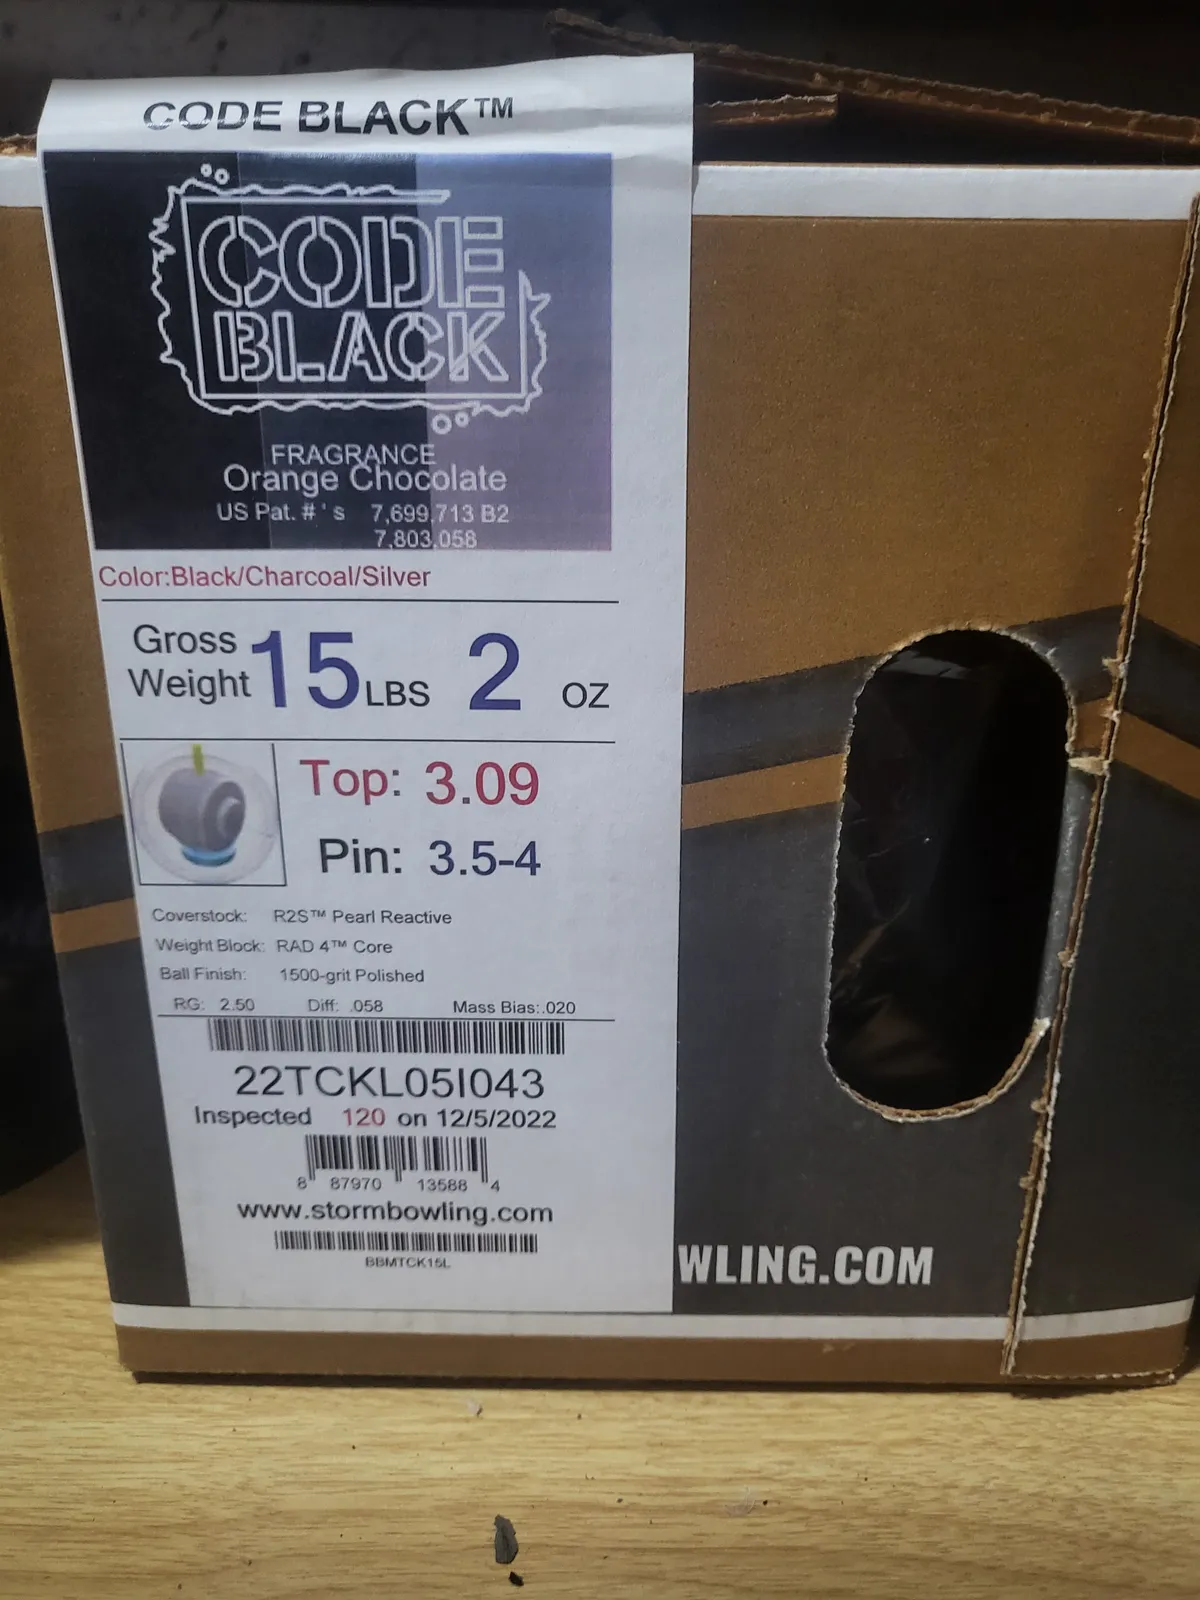 CODE BLACK™
CODE
BLACK
FRAGRANCE
Orange Chocolate
US Pat. # ' s 7,699,713 B2
7,803,058
Color:Black/Charcoal/Silver
Gross
Weight 15 LBS 2 OZ
Top: 3.09
Pin: 3.5-4
Coverstock: R2S™ Pearl Reactive
Weight Block: RAD 4™ Core
Ball Finish: 1500-grit Polished
RG: 2.50 Diff: .058 Mass Bias:.020
22TCKL05I043
Inspected 120 on 12/5/2022
8 87970 13588 4
www.stormbowling.com
BBMTCK15L
WLING.COM